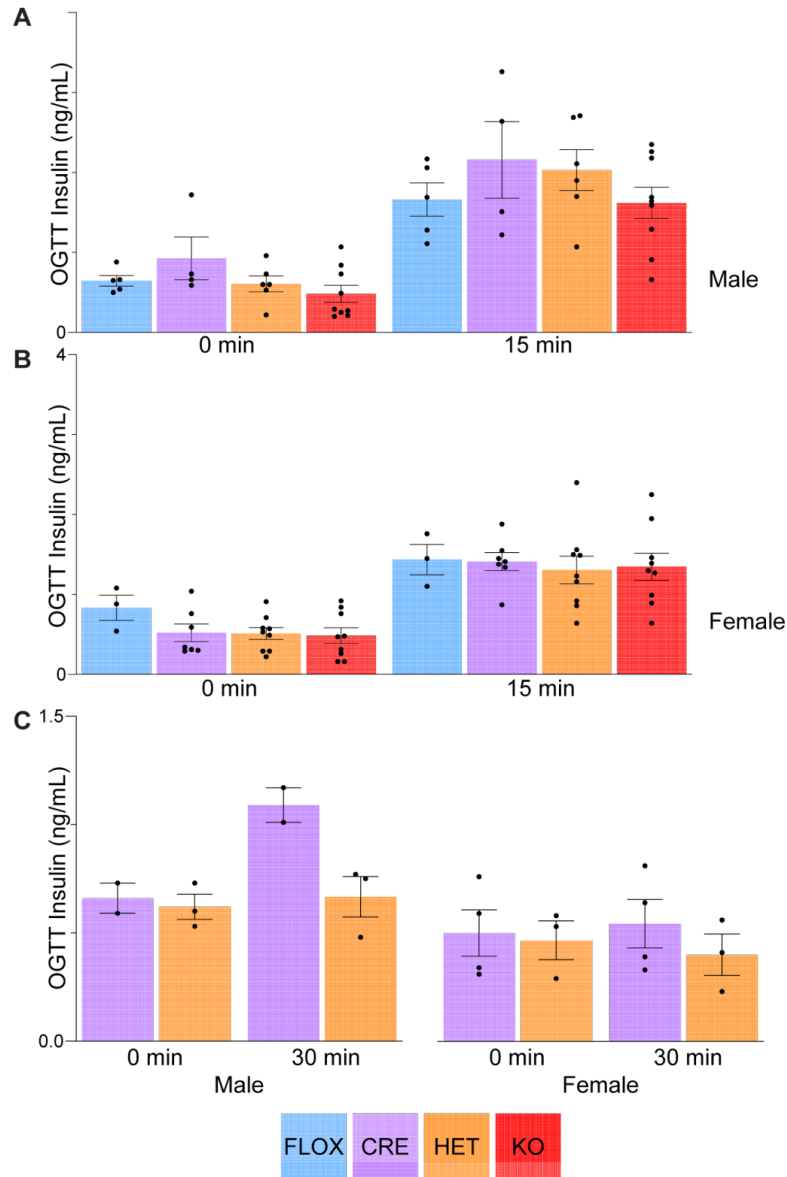 A
OGTT Insulin (ng/mL)
0
0 min 15 min
Male
B
4
OGTT Insulin (ng/mL)
0
0 min 15 min
Female
C
1.5
OGTT Insulin (ng/mL)
0.0
0 min 30 min 0 min 30 min
Male Female
FLOX CRE HET KO